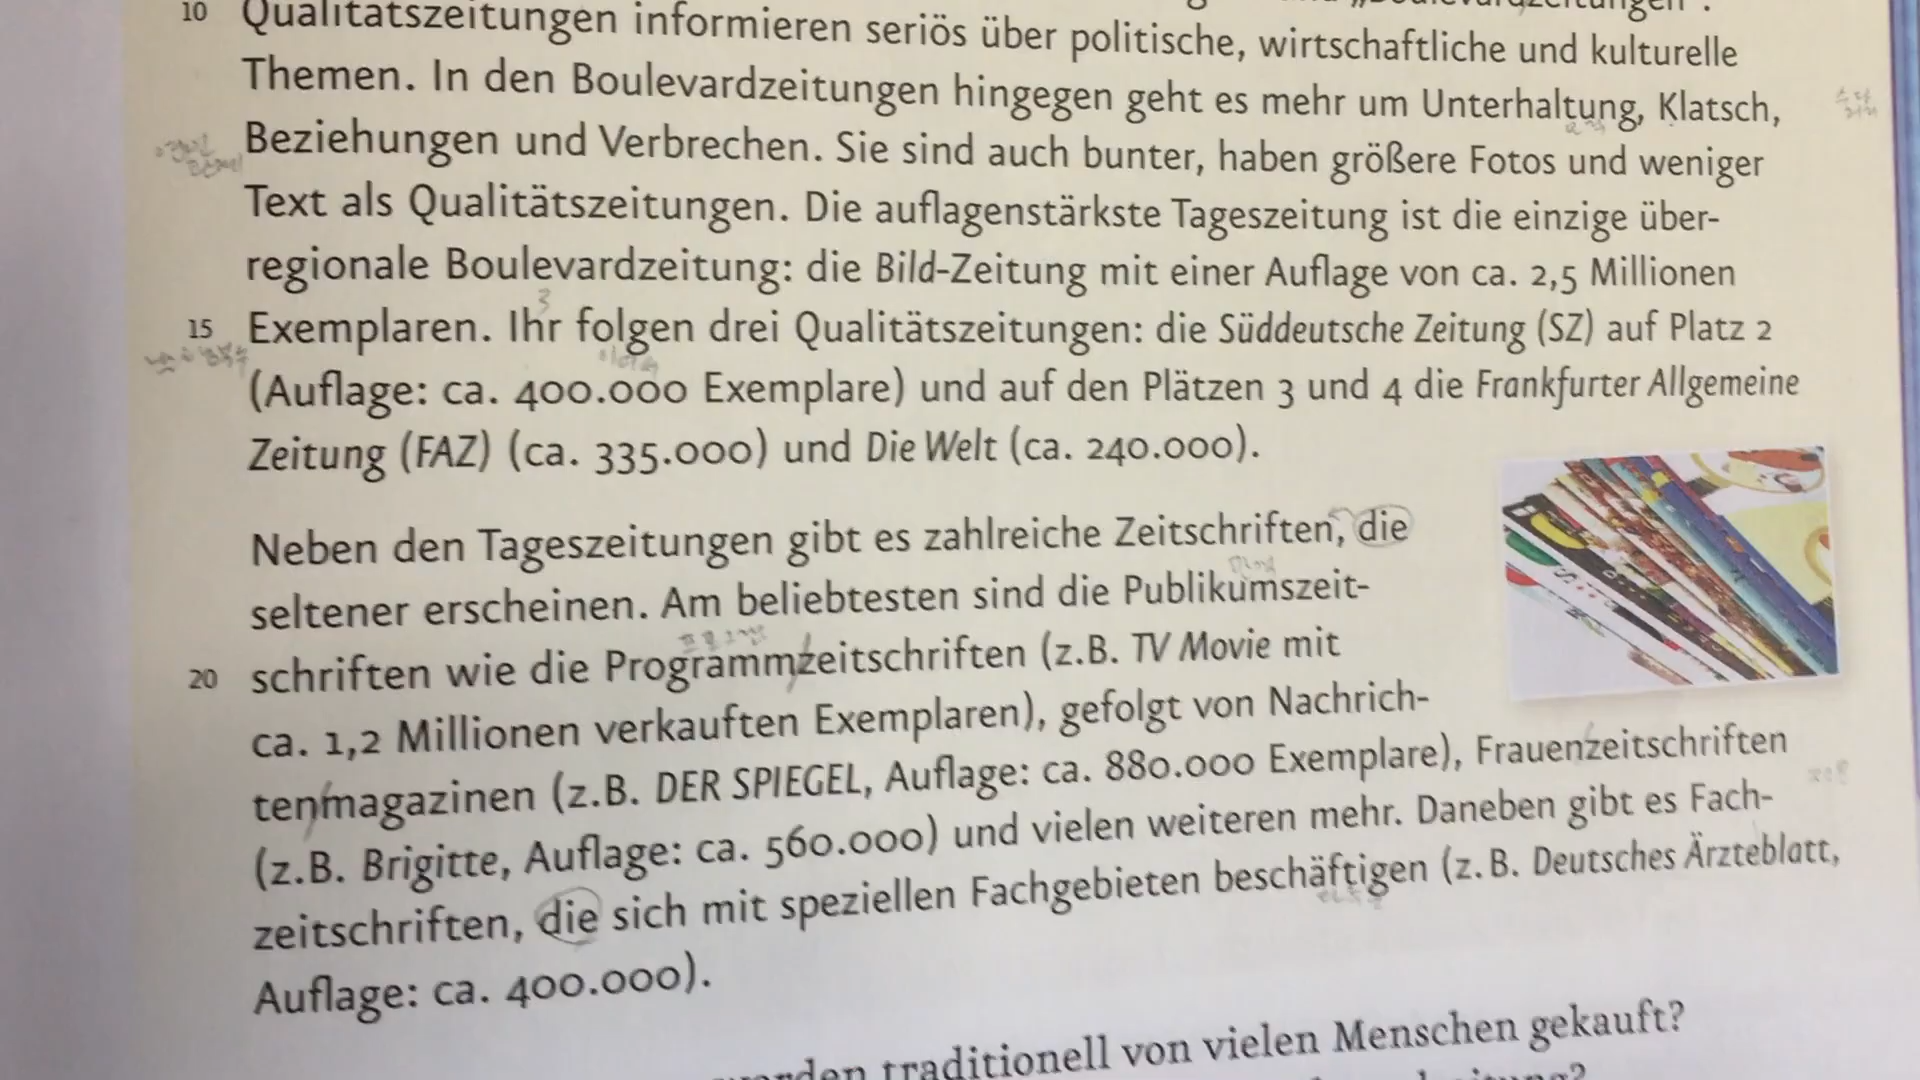 „Boulevardzeitungen“.
10 Qualitätszeitungen informieren seriös über politische, wirtschaftliche und kulturelle
Themen. In den Boulevardzeitungen hingegen geht es mehr um Unterhaltung, Klatsch,
Beziehungen und Verbrechen. Sie sind auch bunter, haben größere Fotos und weniger
Text als Qualitätszeitungen. Die auflagenstärkste Tageszeitung ist die einzige über-
regionale Boulevardzeitung: die Bild-Zeitung mit einer Auflage von ca. 2,5 Millionen
15 Exemplaren. Ihr folgen drei Qualitätszeitungen: die Süddeutsche Zeitung (SZ) auf Platz 2
(Auflage: ca. 400.000 Exemplare) und auf den Plätzen 3 und 4 die Frankfurter Allgemeine
Zeitung (FAZ) (ca. 335.000) und Die Welt (ca. 240.000).
Neben den Tageszeitungen gibt es zahlreiche Zeitschriften, die
seltener erscheinen. Am beliebtesten sind die Publikumszeit-
20 schriften wie die Programmzeitschriften (z.B. TV Movie mit
ca. 1,2 Millionen verkauften Exemplaren), gefolgt von Nachrich-
tenmagazinen (z.B. DER SPIEGEL, Auflage: ca. 880.000 Exemplare), Frauenzeitschriften
(z.B. Brigitte, Auflage: ca. 560.000) und vielen weiteren mehr. Daneben gibt es Fach-
zeitschriften, die sich mit speziellen Fachgebieten beschäftigen (z. B. Deutsches Ärzteblatt,
Auflage: ca. 400.000).
traditionell von vielen Menschen gekauft?